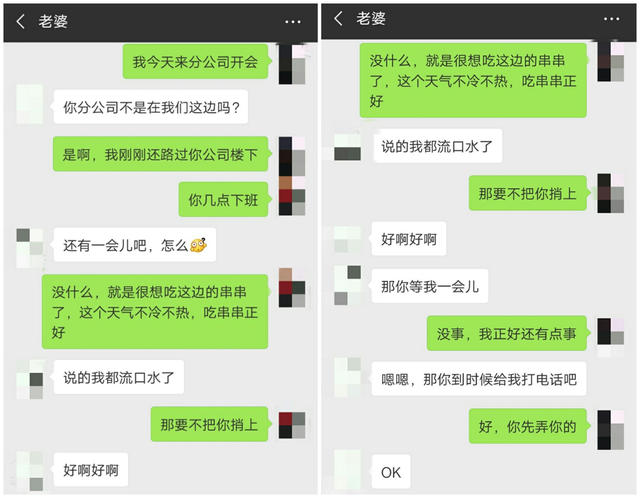 老婆
我今天来分公司开会
你分公司不是在我们这边吗?
是啊，我刚刚还路过你公司楼下
你几点下班
还有一会儿吧，怎么
没什么，就是很想吃这边的串串
了，这个天气不冷不热，吃串串正
好
说的我都流口水了
那要不把你捎上
好啊好啊
老婆
没什么，就是很想吃这边的串串
了，这个天气不冷不热，吃串串正
好
说的我都流口水了
那要不把你捎上
好啊好啊
那你等我一会儿
没事，我正好还有点事
嗯嗯，那你到时候给我打电话吧
好，你先弄你的
OK